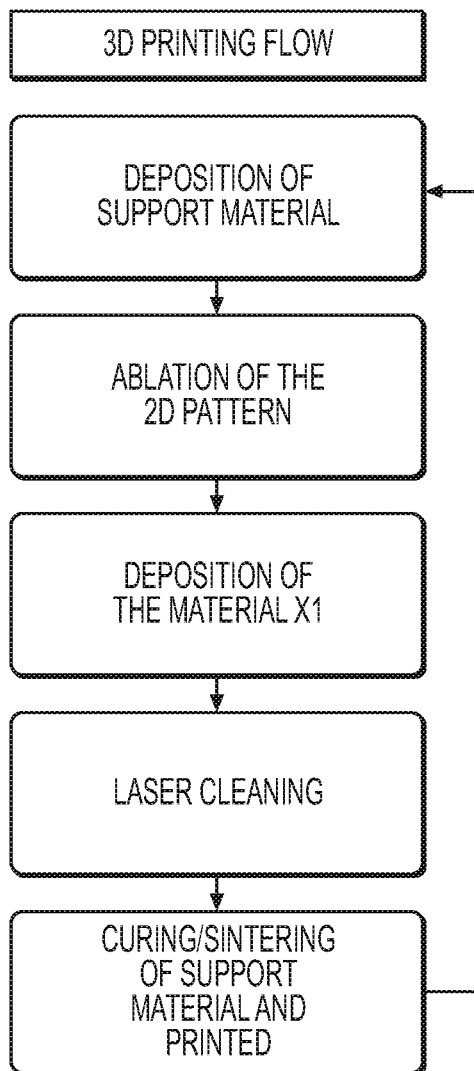 3D PRINTING FLOW
DEPOSITION OF
SUPPORT MATERIAL
ABLATION OF THE
2D PATTERN
DEPOSITION OF
THE MATERIAL X1
LASER CLEANING
CURING/SINTERING
OF SUPPORT
MATERIAL AND
PRINTED